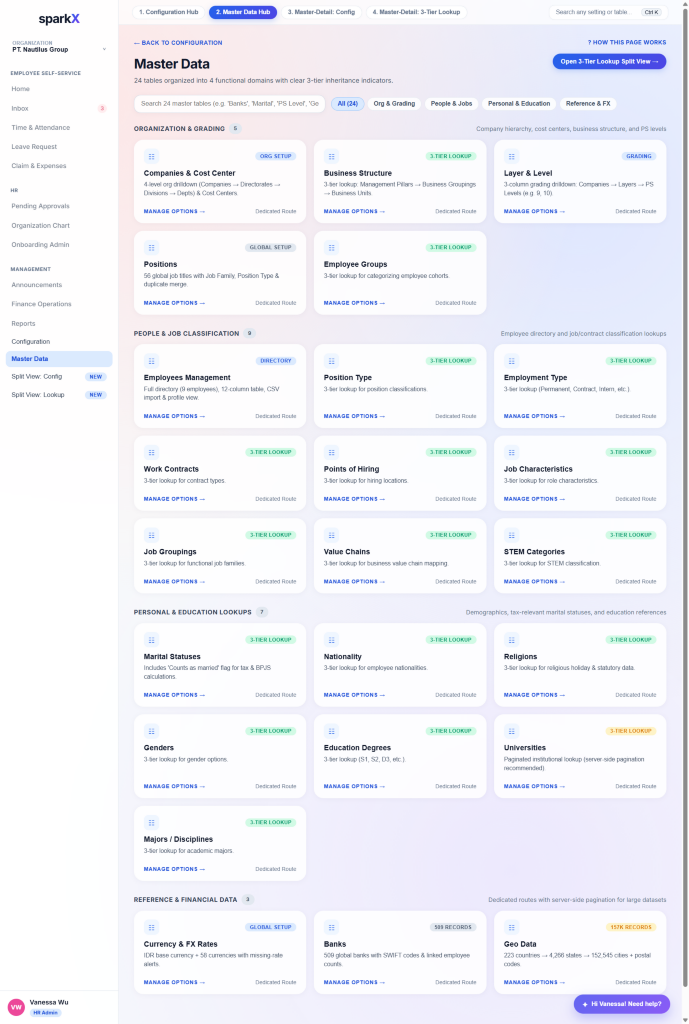 sparkX
ORGANIZATION
PT. Nautilus Group
EMPLOYEE SELF-SERVICE
Home
Inbox
3
Time & Attendance
Leave Request
Claim & Expenses
HR
Pending Approvals
Organization Chart
Onboarding Admin
MANAGEMENT
Announcements
Finance Operations
Reports
Configuration
Master Data
Split View: Config NEW
Split View: Lookup NEW
VW
Vanessa Wu
HR Admin
1. Configuration Hub
2. Master Data Hub
3. Master-Detail: Config
4. Master-Detail: 3-Tier Lookup
Search any setting or table... Ctrl K
← BACK TO CONFIGURATION
? HOW THIS PAGE WORKS
Master Data
Open 3-Tier Lookup Split View →
24 tables organized into 4 functional domains with clear 3-tier inheritance indicators.
Search 24 master tables (e.g. 'Banks', 'Marital', 'PS Level', 'Ge
All (24)
Org & Grading
People & Jobs
Personal & Education
Reference & FX
ORGANIZATION & GRADING 5
Company hierarchy, cost centers, business structure, and PS levels
ORG SETUP
Companies & Cost Center
4-level org drilldown (Companies → Directorates →
Divisions → Depts) & Cost Centers.
MANAGE OPTIONS → Dedicated Route
3-TIER LOOKUP
Business Structure
3-tier lookup: Management Pillars → Business Groupings
→ Business Units.
MANAGE OPTIONS → Dedicated Route
GRADING
Layer & Level
3-column grading drilldown: Companies → Layers → PS
Levels (e.g. 9, 10).
MANAGE OPTIONS → Dedicated Route
GLOBAL SETUP
Positions
56 global job titles with Job Family, Position Type &
duplicate merge.
MANAGE OPTIONS → Dedicated Route
3-TIER LOOKUP
Employee Groups
3-tier lookup for categorizing employee cohorts.
MANAGE OPTIONS → Dedicated Route
PEOPLE & JOB CLASSIFICATION 9
Employee directory and job/contract classification lookups
DIRECTORY
Employees Management
Full directory (9 employees), 12-column table, CSV
import & profile view.
MANAGE OPTIONS → Dedicated Route
3-TIER LOOKUP
Position Type
3-tier lookup for position classifications.
MANAGE OPTIONS → Dedicated Route
3-TIER LOOKUP
Employment Type
3-tier lookup (Permanent, Contract, Intern, etc.)
MANAGE OPTIONS → Dedicated Route
3-TIER LOOKUP
Work Contracts
3-tier lookup for contract types.
MANAGE OPTIONS → Dedicated Route
3-TIER LOOKUP
Points of Hiring
3-tier lookup for hiring locations.
MANAGE OPTIONS → Dedicated Route
3-TIER LOOKUP
Job Characteristics
3-tier lookup for role characteristics.
MANAGE OPTIONS → Dedicated Route
3-TIER LOOKUP
Job Groupings
3-tier lookup for functional job families.
MANAGE OPTIONS → Dedicated Route
3-TIER LOOKUP
Value Chains
3-tier lookup for business value chain mapping.
MANAGE OPTIONS → Dedicated Route
3-TIER LOOKUP
STEM Categories
3-tier lookup for STEM classification.
MANAGE OPTIONS → Dedicated Route
PERSONAL & EDUCATION LOOKUPS 7
Demographics, tax-relevant marital statuses, and education references
3-TIER LOOKUP
Marital Statuses
Includes 'Counts as married' flag for tax & BPJS
calculations.
MANAGE OPTIONS → Dedicated Route
3-TIER LOOKUP
Nationality
3-tier lookup for employee nationalities.
MANAGE OPTIONS → Dedicated Route
3-TIER LOOKUP
Religions
3-tier lookup for religious holiday & statutory data
MANAGE OPTIONS → Dedicated Route
3-TIER LOOKUP
Genders
3-tier lookup for gender options.
MANAGE OPTIONS → Dedicated Route
3-TIER LOOKUP
Education Degrees
3-tier lookup (S1, S2, D3, etc.)
MANAGE OPTIONS → Dedicated Route
3-TIER LOOKUP
Universities
Paginated institutional lookup (server-side pagination
recommended)
MANAGE OPTIONS → Dedicated Route
3-TIER LOOKUP
Majors / Disciplines
3-tier lookup for academic majors.
MANAGE OPTIONS → Dedicated Route
REFERENCE & FINANCIAL DATA 3
Dedicated routes with server-side pagination for large datasets
GLOBAL SETUP
Currency & FX Rates
IDR base currency + 58 currencies with missing-rate
alerts.
MANAGE OPTIONS → Dedicated Route
509 RECORDS
Banks
509 global banks with SWIFT codes & linked employee
counts.
MANAGE OPTIONS → Dedicated Route
157K RECORDS
Geo Data
223 countries → 4,266 states → 152,545 cities + postal
codes.
MANAGE OPTIONS → Dedicated Route
Hi Vanessa! Need help?